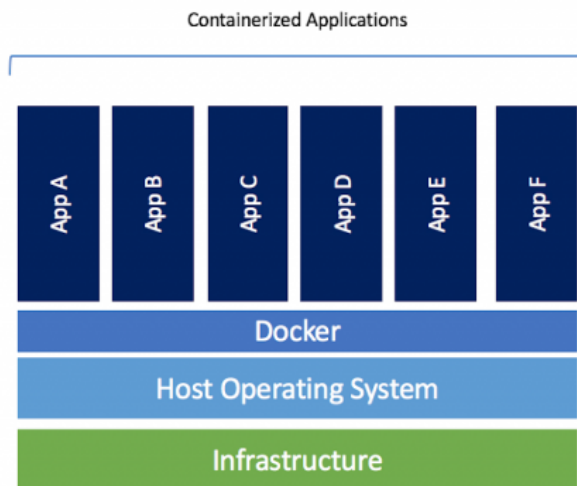 Containerized Applications
App A
App B
App C
App D
App E
App F
Docker
Host Operating System
Infrastructure